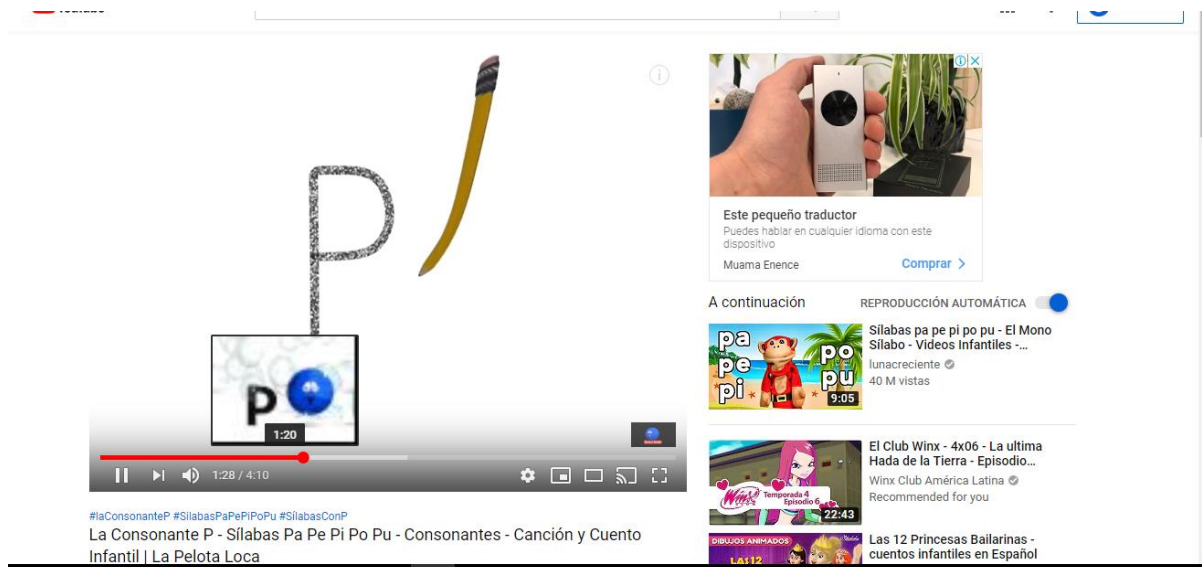 P
po
1:20
1:28 / 4:10
#laConsonanteP #SilabasPaPePiPoPu #SílabasConP
La Consonante P - Sílabas Pa Pe Pi Po Pu - Consonantes - Canción y Cuento
Infantil | La Pelota Loca
Este pequeño traductor
Puedes hablar en cualquier idioma con este
dispositivo
Muama Enence
Comprar
A continuación
REPRODUCCIÓN AUTOMÁTICA
pa
pe
pi
po
pu
9:05
Sílabas pa pe pi po pu - El Mono
Sílabo - Videos Infantiles -...
lunacreciente
40 M vistas
Winx
Temporada 4
Episodio 6
22:43
El Club Winx - 4x06 - La ultima
Hada de la Tierra - Episodio...
Winx Club América Latina
Recommended for you
DIBUJOS ANIMADOS
LAS 12
Las 12 Princesas Bailarinas -
cuentos infantiles en Español